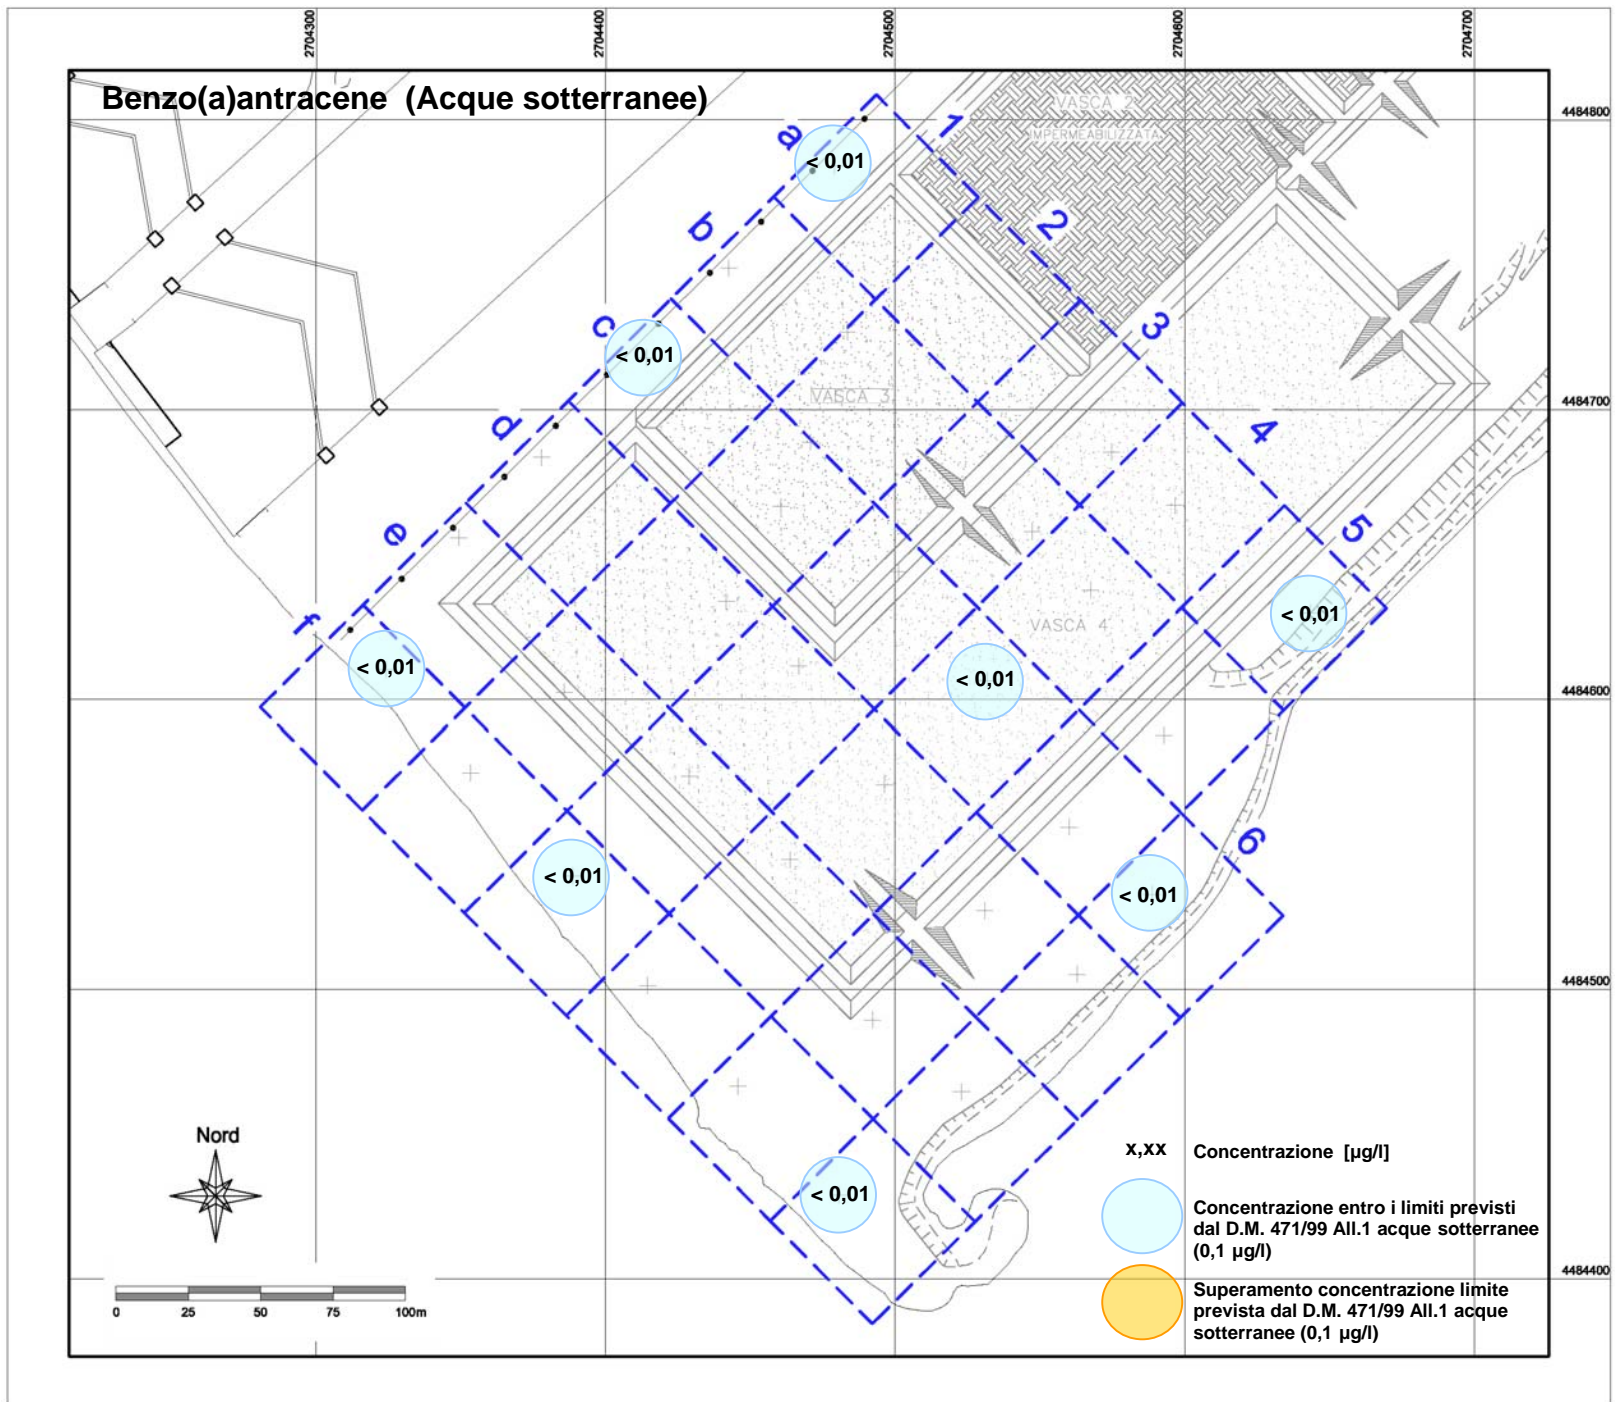 2704300
2704400
2704500
2704600
2704700
Benzo(a)antracene (Acque sotterranee)
VASCA 2
IMPERMEABILIZZATA
4484800
a
1
< 0,01
b
2
c
3
< 0,01
VASCA 3
4484700
d
4
e
5
< 0,01
f
VASCA 4
< 0,01
< 0,01
4484600
6
< 0,01
< 0,01
4484500
Nord
x,xx Concentrazione [µg/l]
< 0,01
Concentrazione entro i limiti previsti
dal D.M. 471/99 All.1 acque sotterranee
(0,1 µg/l)
4484400
Superamento concentrazione limite
prevista dal D.M. 471/99 All.1 acque
sotterranee (0,1 µg/l)
0 25 50 75 100m